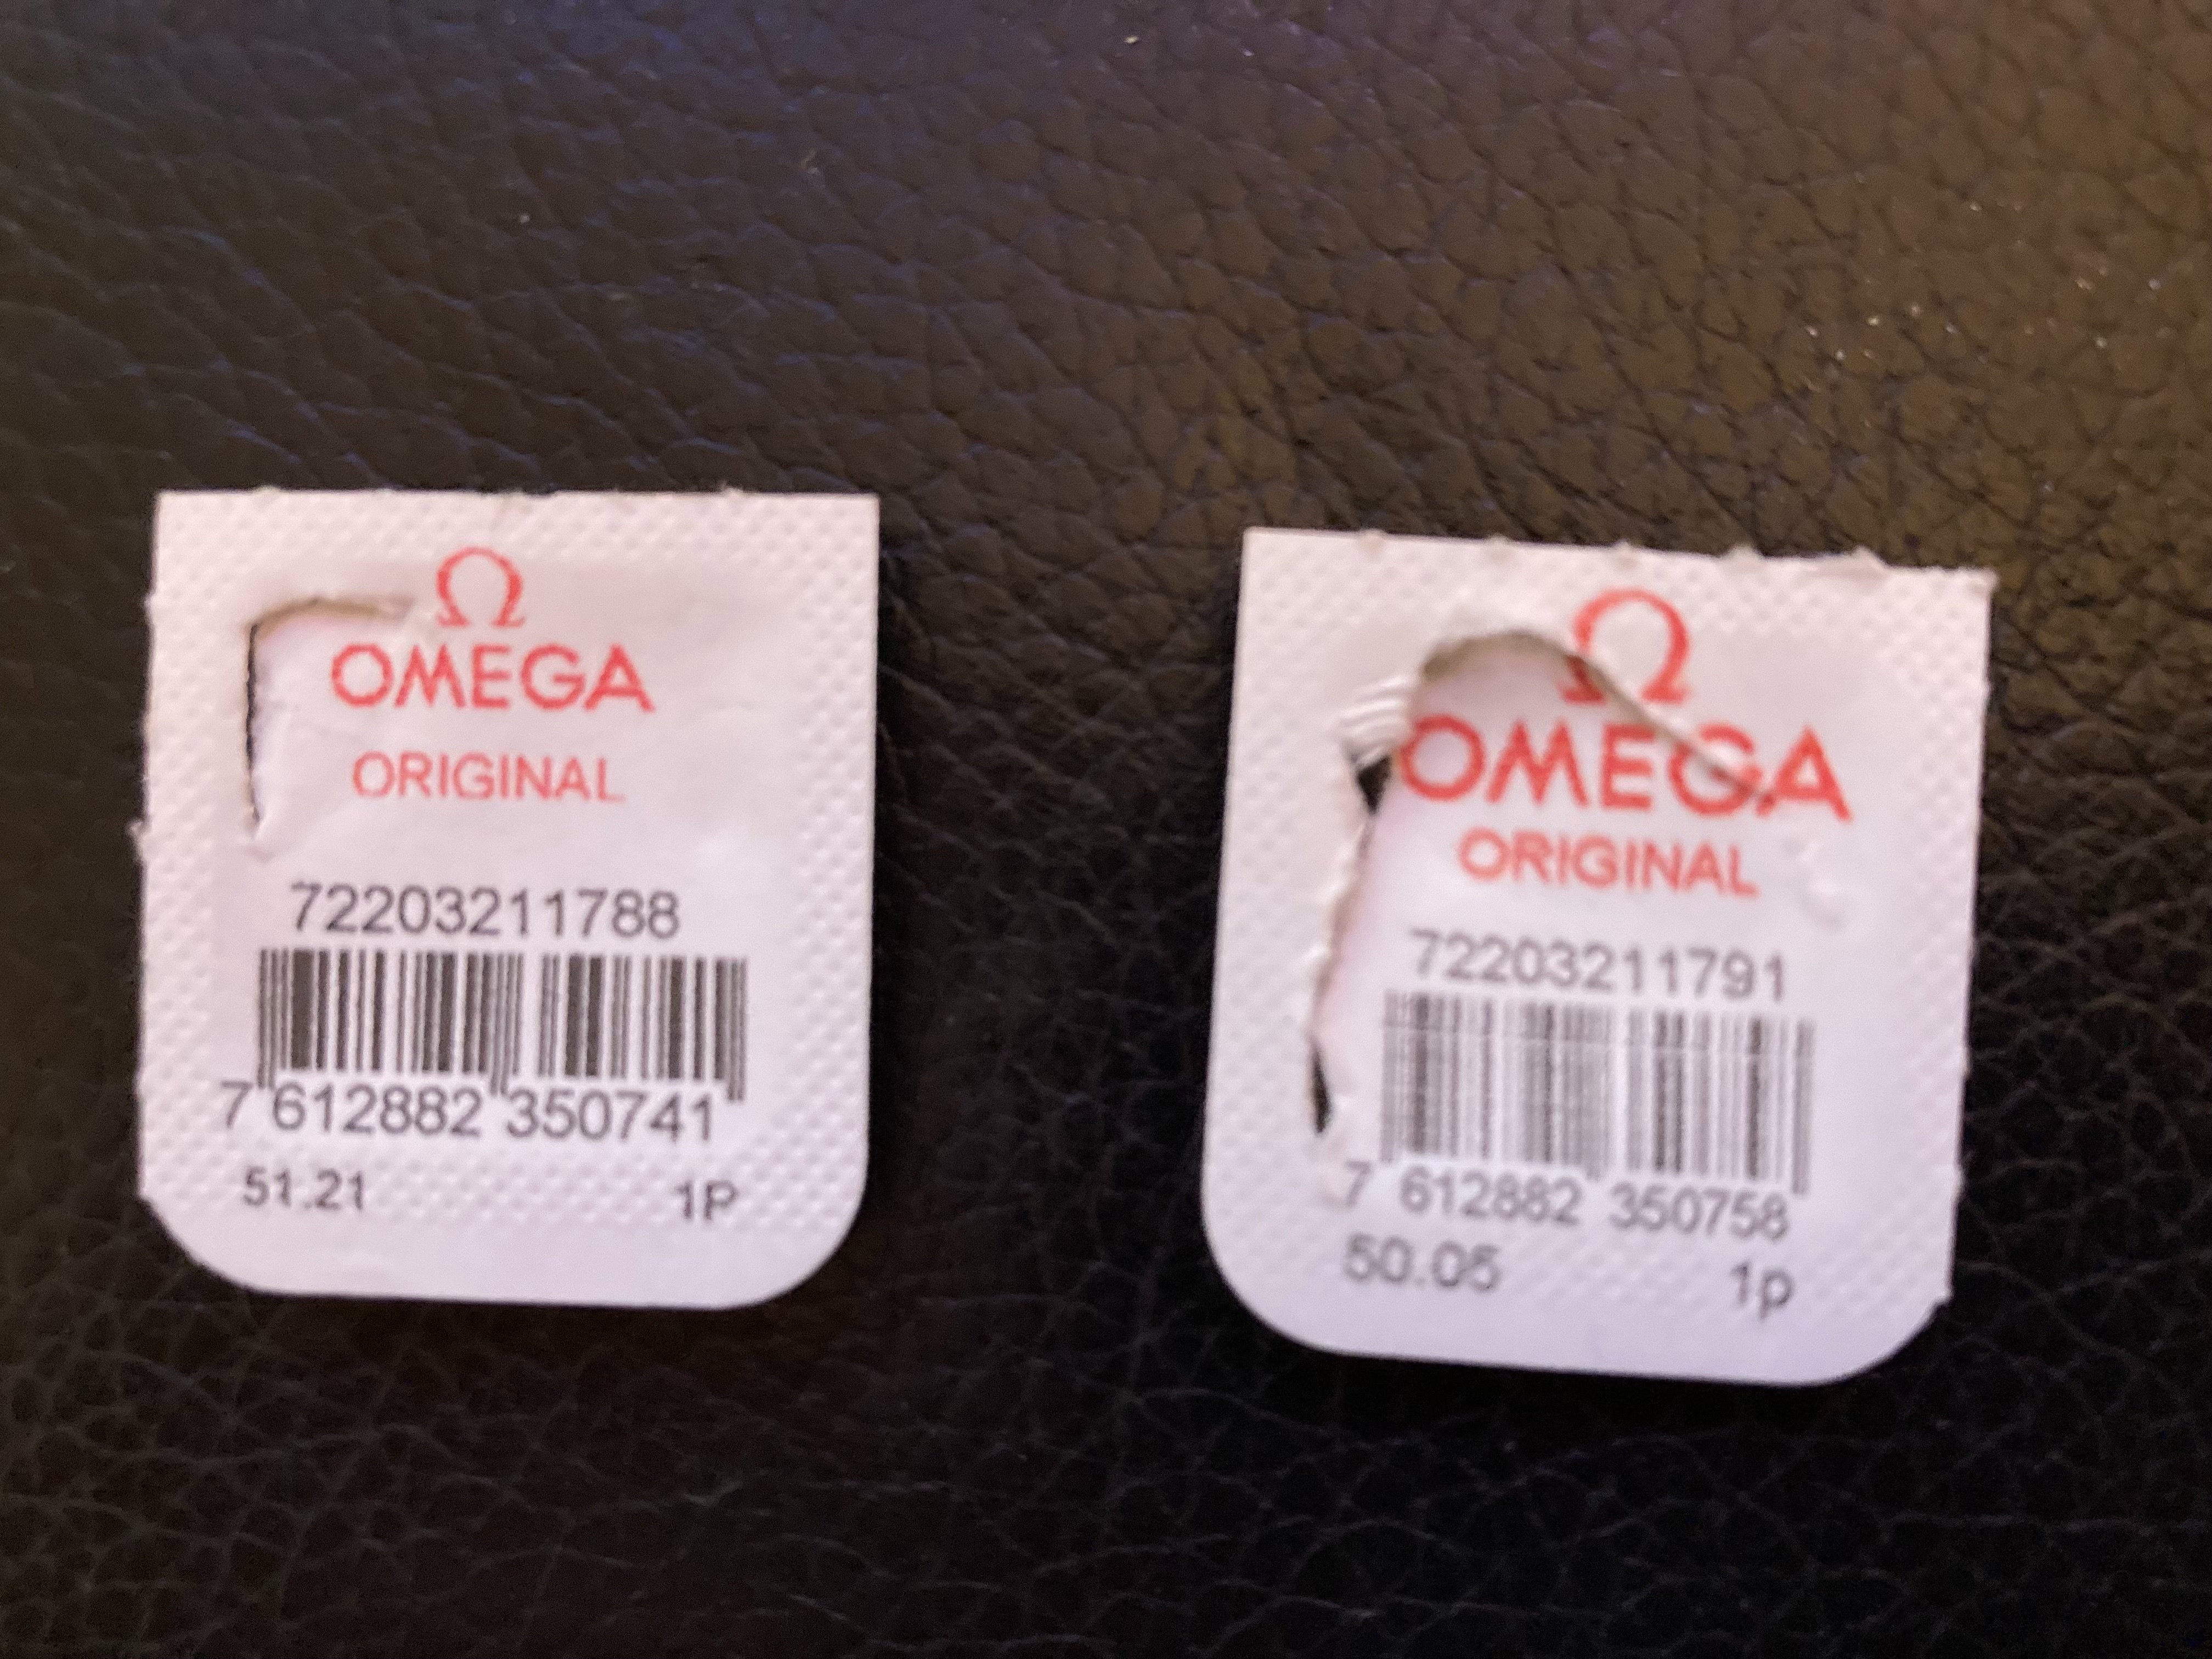 Ω
OMEGA
ORIGINAL
72203211788
7 612882 350741
51.21 1P
Ω
OMEGA
ORIGINAL
72203211791
7 612882 350758
50.05 1p